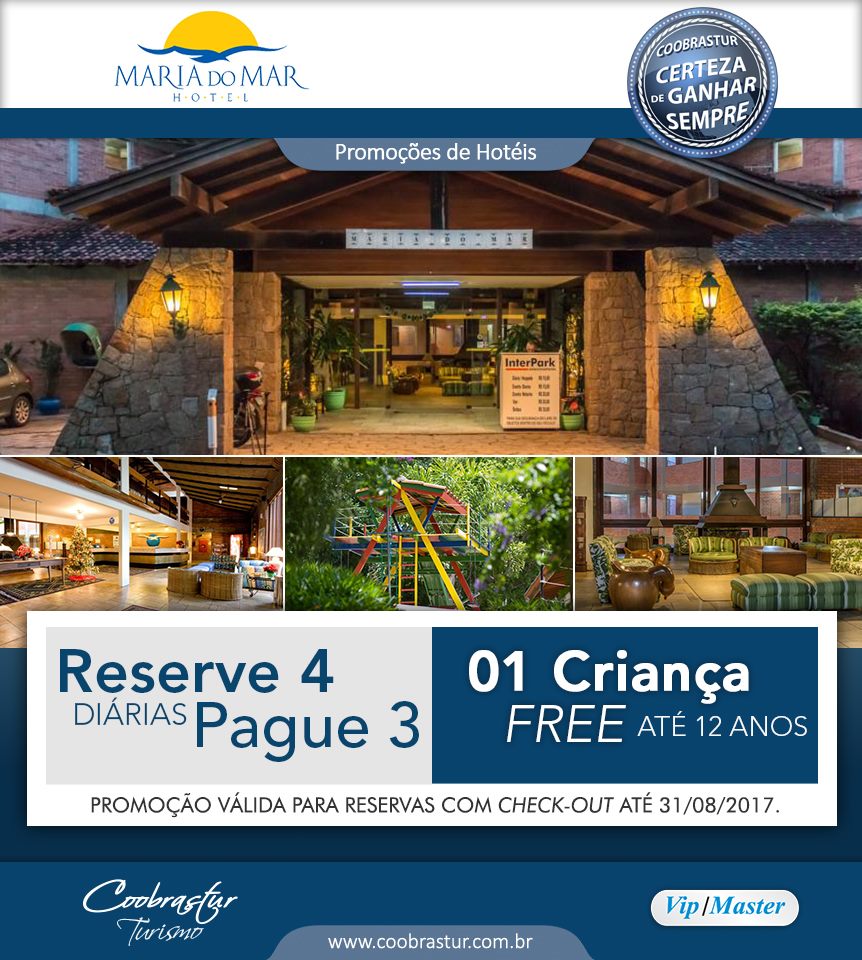 MARIA DO MAR
H·O·T·E·L
COOBRASTUR
CERTEZA
DE GANHAR
SEMPRE
Promoções de Hotéis
MARIA DO MAR
InterPark
Reserve 4
DIÁRIAS Pague 3
01 Criança
FREE ATÉ 12 ANOS
PROMOÇÃO VÁLIDA PARA RESERVAS COM CHECK-OUT ATÉ 31/08/2017.
Coobrastur
Turismo
Vip/Master
www.coobrastur.com.br